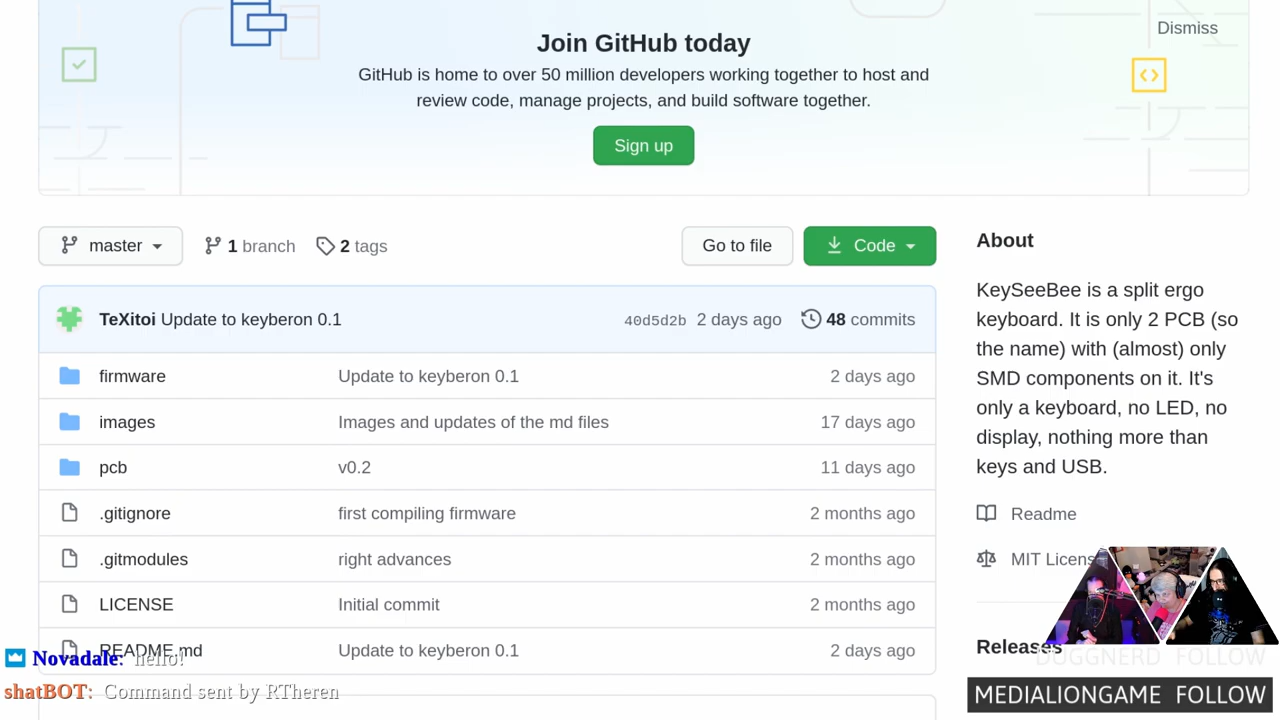 Dismiss
Join GitHub today
GitHub is home to over 50 million developers working together to host and
review code, manage projects, and build software together.
Sign up
master
1 branch
2 tags
Go to file
Code
TeXitoi Update to keyberon 0.1
40d5d2b 2 days ago
48 commits
firmware
Update to keyberon 0.1
2 days ago
images
Images and updates of the md files
17 days ago
pcb
v0.2
11 days ago
.gitignore
first compiling firmware
2 months ago
.gitmodules
right advances
2 months ago
LICENSE
Initial commit
2 months ago
README.md
Update to keyberon 0.1
2 days ago
About
KeySeeBee is a split ergo
keyboard. It is only 2 PCB (so
the name) with (almost) only
SMD components on it. It's
only a keyboard, no LED, no
display, nothing more than
keys and USB.
Readme
MIT Licens
Releases
Novadale: hello!
shatBOT: Command sent by RTheren
DUGGNERD FOLLOW
MEDIALIONGAME FOLLOW